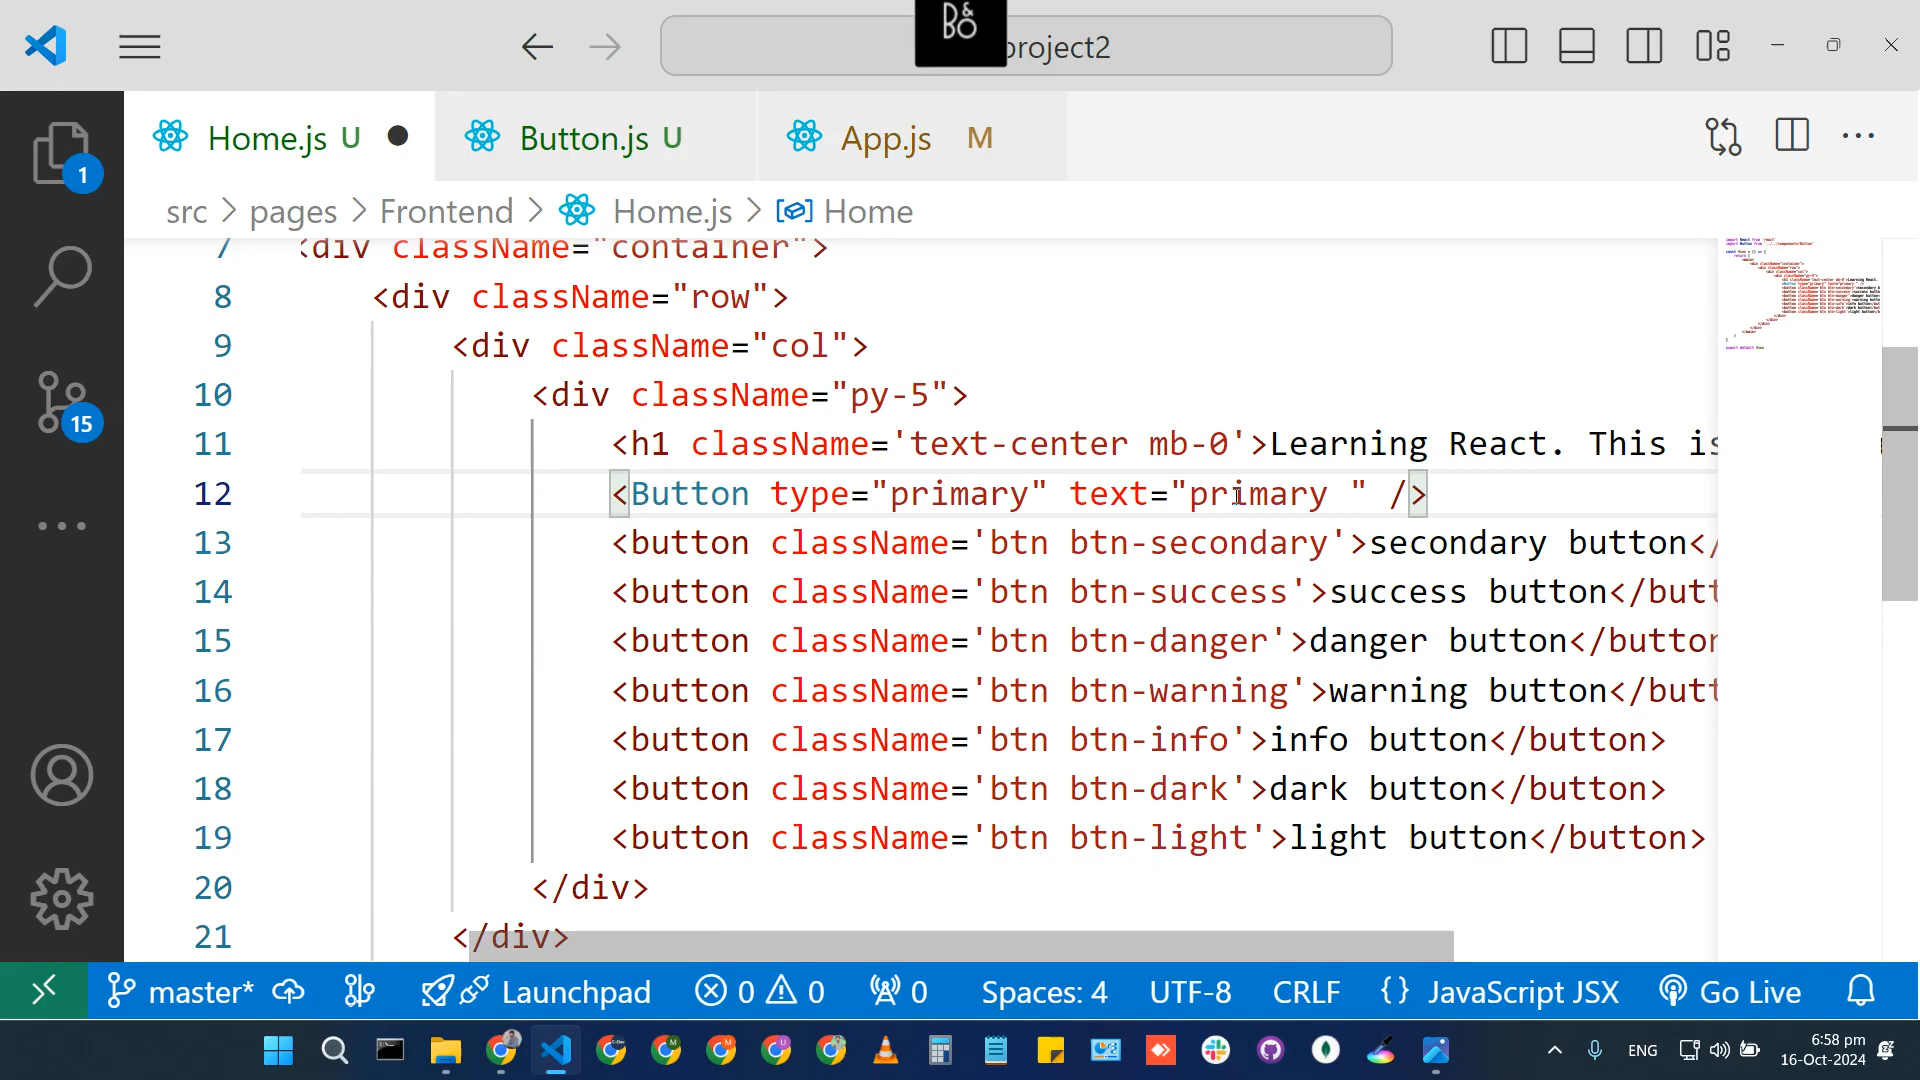 B&O
project2
Home.js U
Button.js U
App.js M
src > pages > Frontend > Home.js > Home
7 <div className="container">
8 <div className="row">
9 <div className="col">
10 <div className="py-5">
11 <h1 className='text-center mb-0'>Learning React. This is
12 <Button type="primary" text="primary " />
13 <button className='btn btn-secondary'>secondary button</
14 <button className='btn btn-success'>success button</butt
15 <button className='btn btn-danger'>danger button</button
16 <button className='btn btn-warning'>warning button</butt
17 <button className='btn btn-info'>info button</button>
18 <button className='btn btn-dark'>dark button</button>
19 <button className='btn btn-light'>light button</button>
20 </div>
21 </div>
1
15
master* Launchpad 0 0 0 Spaces: 4 UTF-8 CRLF {} JavaScript JSX Go Live
ENG
6:58 pm
16-Oct-2024